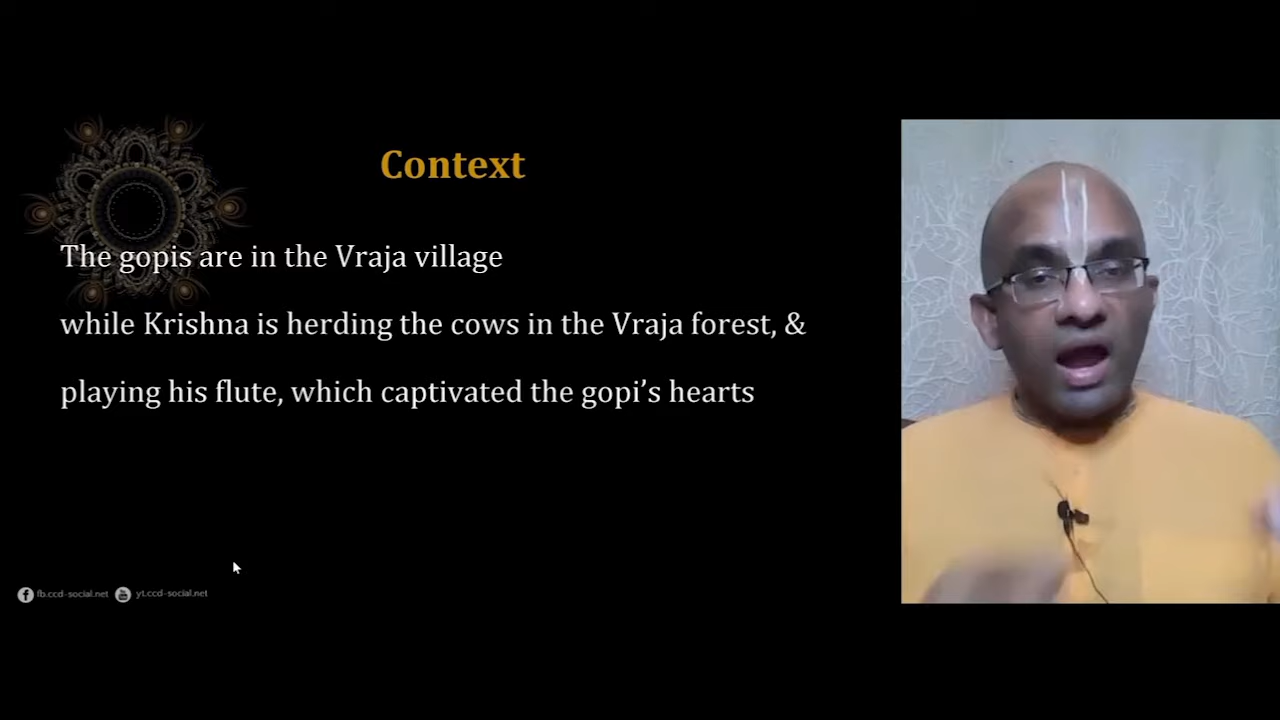 Context
The gopis are in the Vraja village
while Krishna is herding the cows in the Vraja forest, &
playing his flute, which captivated the gopi’s hearts
fb.ccd-social.net yt.ccd-social.net